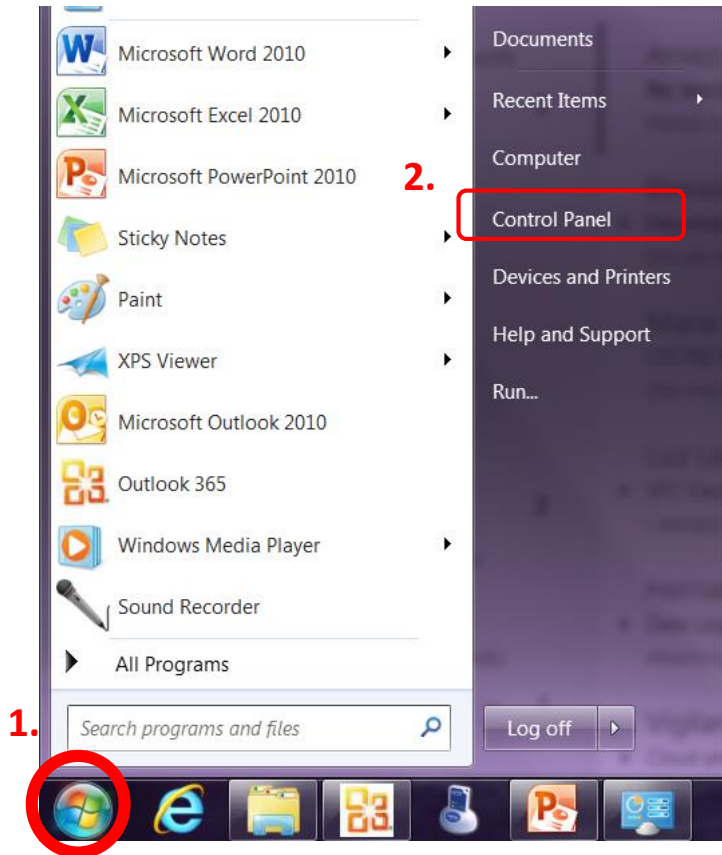 Microsoft Word 2010
Microsoft Excel 2010
Microsoft PowerPoint 2010
Sticky Notes
Paint
XPS Viewer
Microsoft Outlook 2010
Outlook 365
Windows Media Player
Sound Recorder
All Programs
1.
Search programs and files
Documents
Recent Items
Computer
2.
Control Panel
Devices and Printers
Help and Support
Run...
Log off